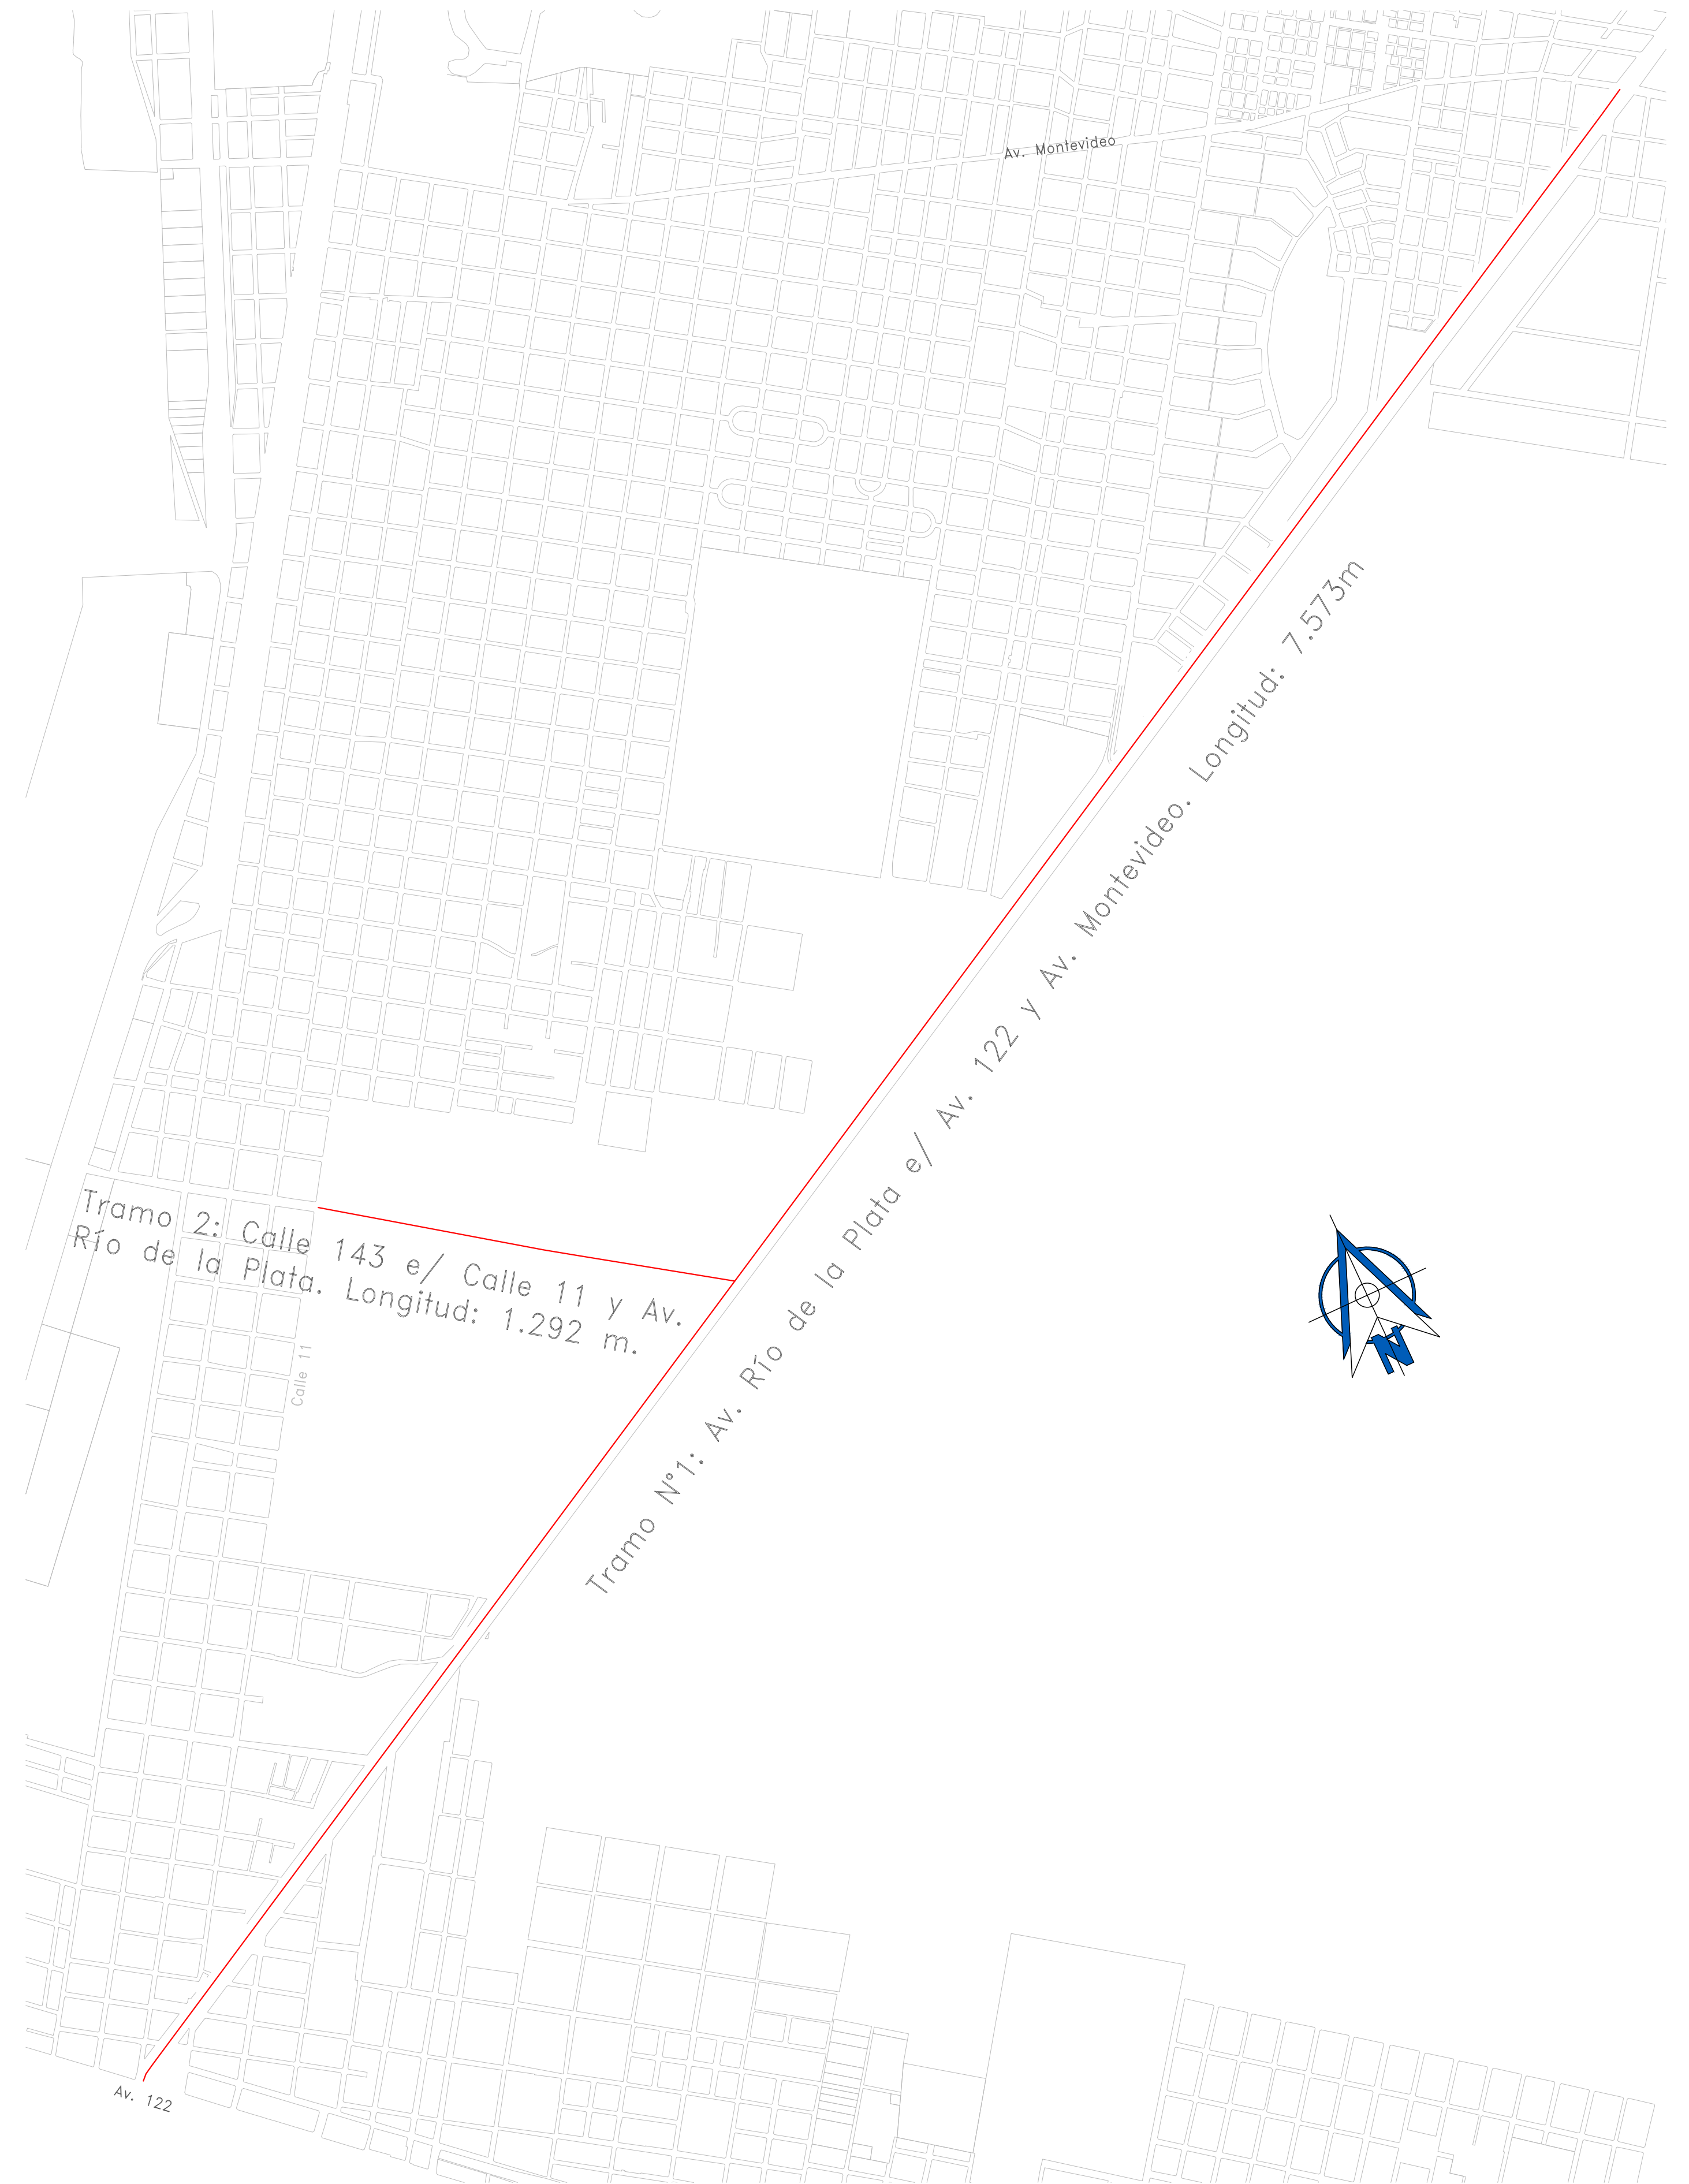 Av. Montevideo
Tramo N°1: Av. Río de la Plata e/ Av. 122 y Av. Montevideo. Longitud: 7.573m
Tramo 2: Calle 143 e/ Calle 11 y Av.
Río de la Plata. Longitud: 1.292 m.
Calle 11
N
Av. 122